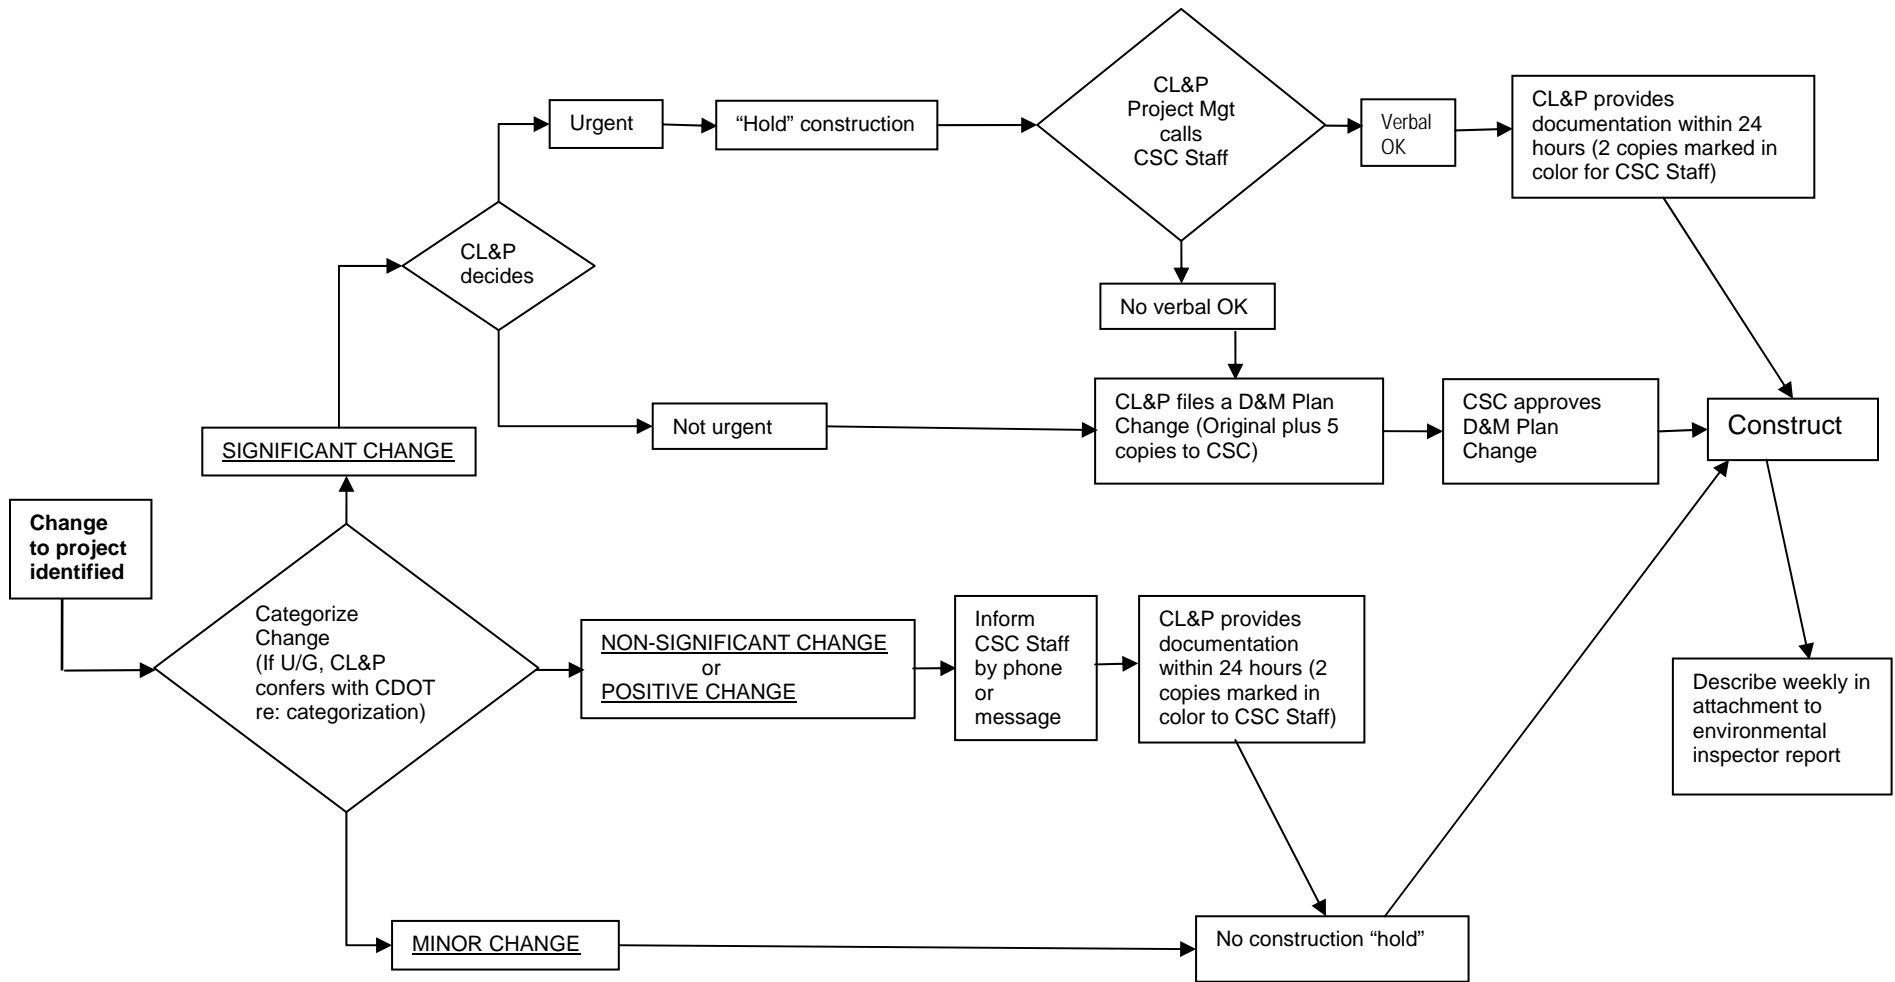 Change
to project
identified
Categorize
Change
(If U/G, CL&P
confers with CDOT
re: categorization)
SIGNIFICANT CHANGE
CL&P
decides
Urgent
“Hold” construction
CL&P
Project Mgt
calls
CSC Staff
Verbal
OK
CL&P provides
documentation within 24
hours (2 copies marked in
color for CSC Staff)
No verbal OK
Not urgent
CL&P files a D&M Plan
Change (Original plus 5
copies to CSC)
CSC approves
D&M Plan
Change
Construct
NON-SIGNIFICANT CHANGE
or
POSITIVE CHANGE
Inform
CSC Staff
by phone
or
message
CL&P provides
documentation
within 24 hours (2
copies marked in
color to CSC Staff)
Describe weekly in
attachment to
environmental
inspector report
MINOR CHANGE
No construction “hold”